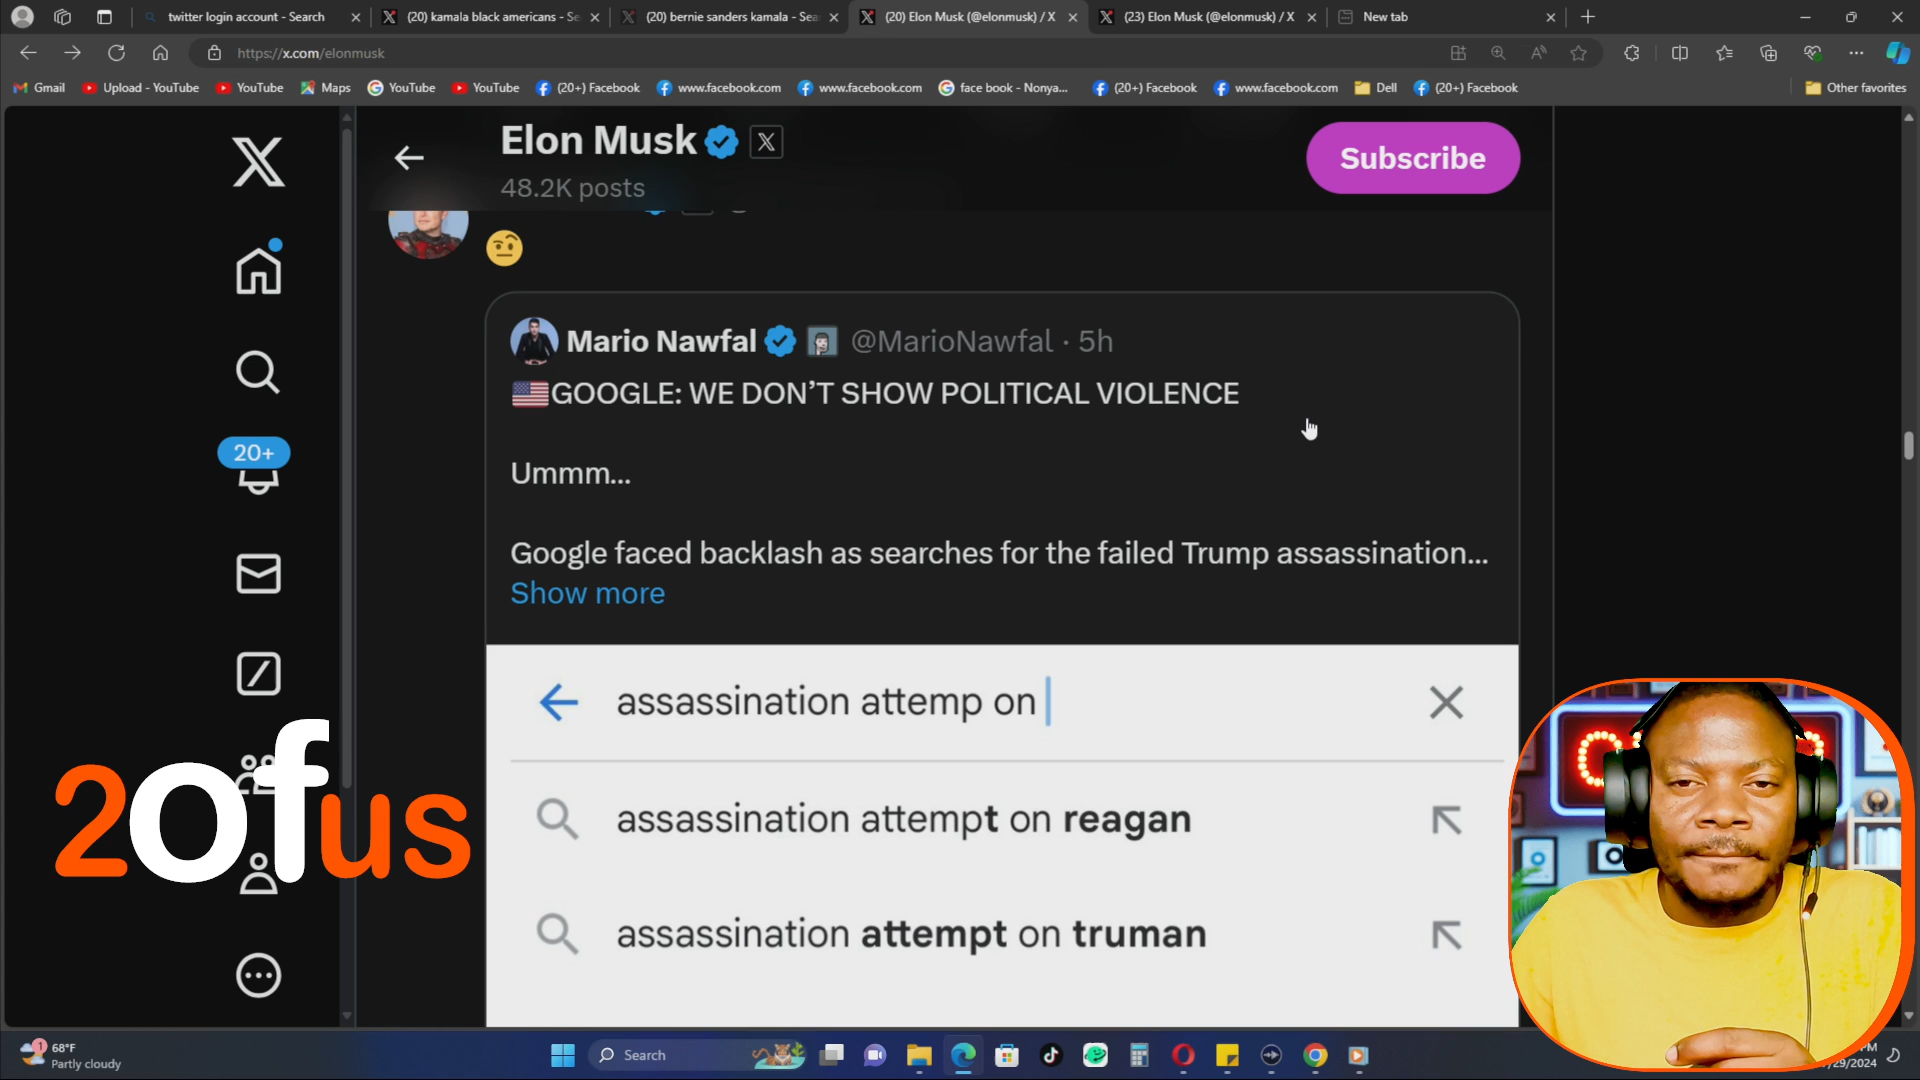 twitter login account - Search
(20) kamala black americans - Se
(20) bernie sanders kamala - Sea
(20) Elon Musk (@elonmusk) / X
(23) Elon Musk (@elonmusk) / X
New tab
https://x.com/elonmusk
Gmail
Upload - YouTube
YouTube
Maps
YouTube
YouTube
(20+) Facebook
www.facebook.com
www.facebook.com
face book - Nonya...
(20+) Facebook
www.facebook.com
Dell
(20+) Facebook
Other favorites
Elon Musk
48.2K posts
Subscribe
20+
Mario Nawfal @MarioNawfal · 5h
GOOGLE: WE DON'T SHOW POLITICAL VIOLENCE
Ummm...
Google faced backlash as searches for the failed Trump assassination...
Show more
assassination attemp on
assassination attempt on reagan
assassination attempt on truman
2ofus
1
68°F
Partly cloudy
Search
PM
/29/2024